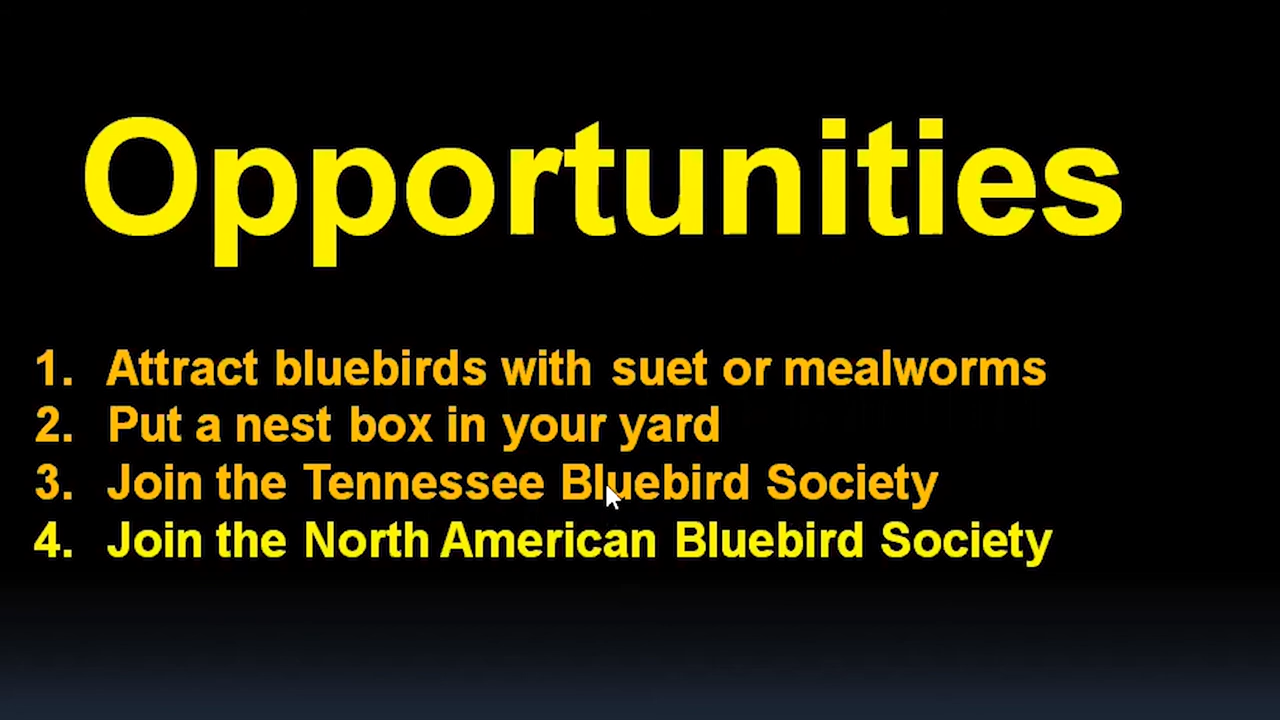 Opportunities
1. Attract bluebirds with suet or mealworms
2. Put a nest box in your yard
3. Join the Tennessee Bluebird Society
4. Join the North American Bluebird Society